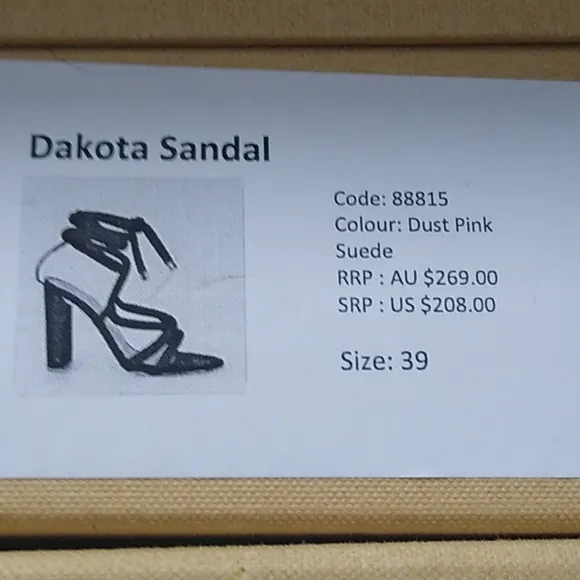 Dakota Sandal
Code: 88815
Colour: Dust Pink
Suede
RRP : AU $269.00
SRP : US $208.00
Size: 39